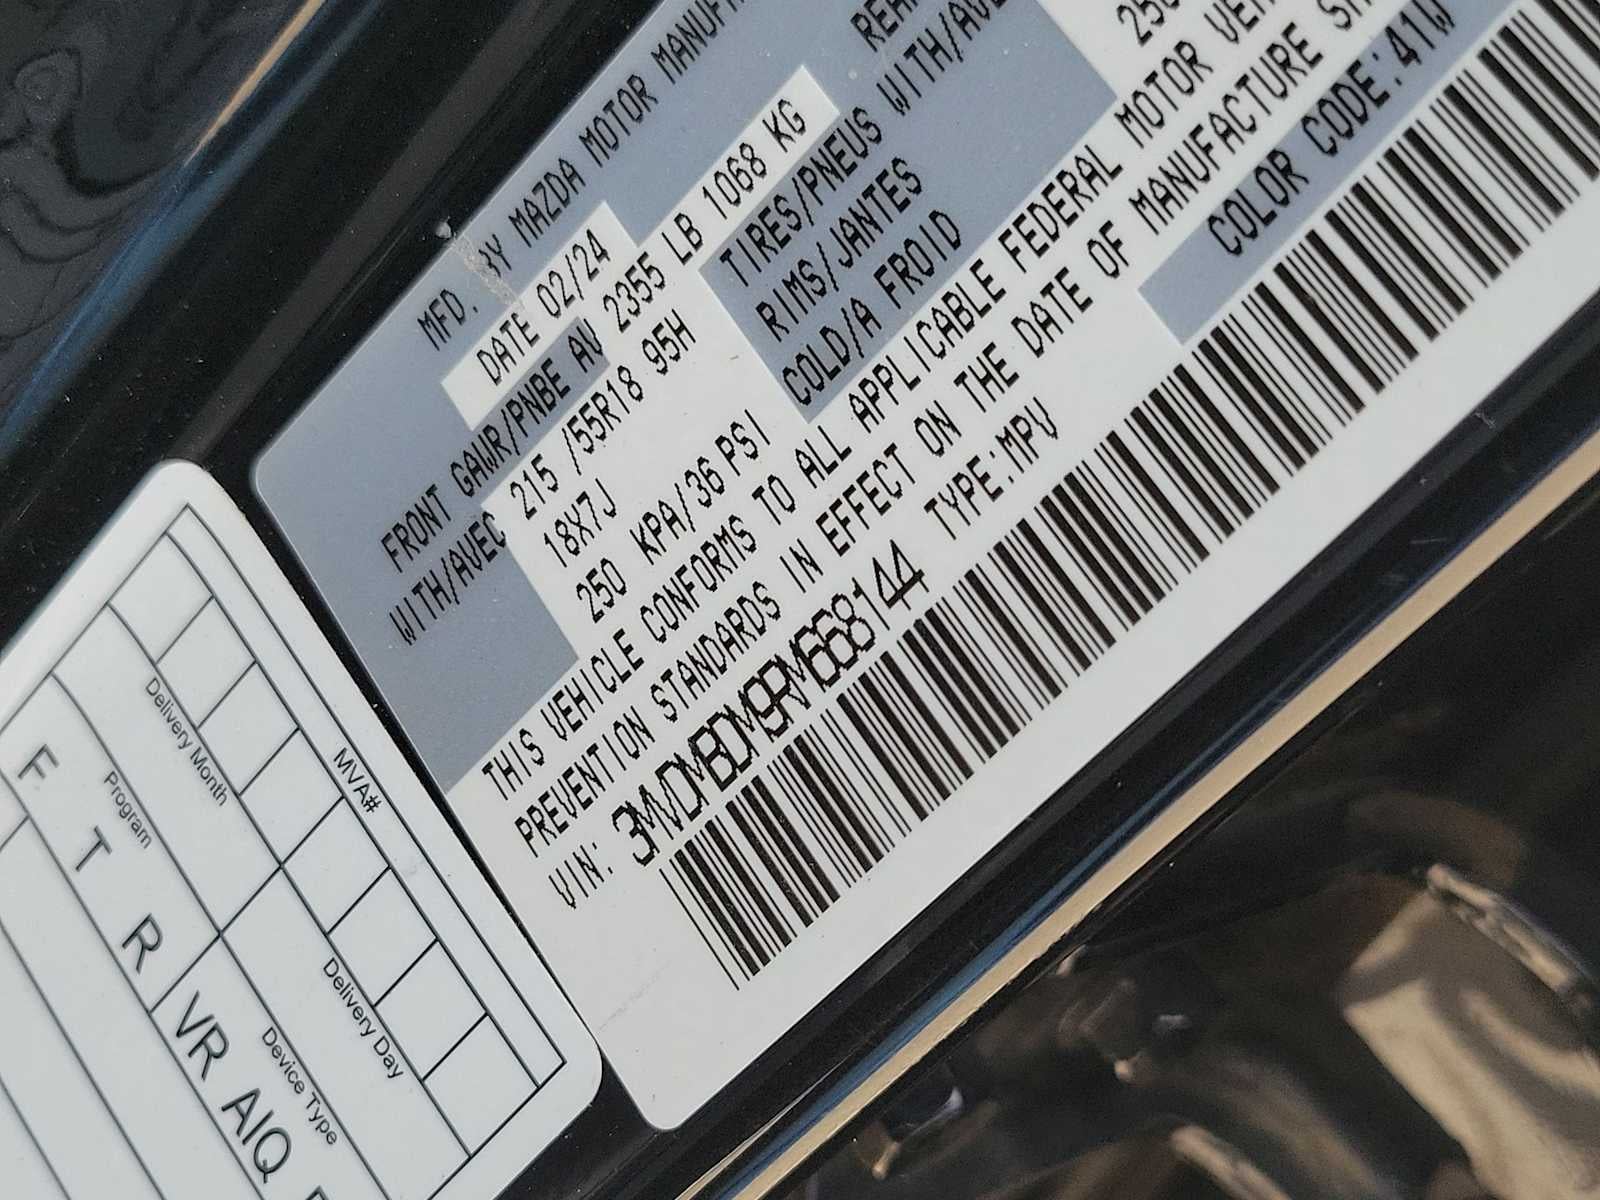 MFD. BY MAZDA MOTOR
DATE 02/24
FRONT GAWR/PNBE AV 2355 LB 1068 KG
WITH/AVEC 215 /55R18 95H TIRES/PNEUS WITH/
18X7J RIMS/JANTES
250 KPA/36 PSI COLD/A FROID
THIS VEHICLE CONFORMS TO ALL APPLICABLE FEDERAL MOTOR
PREVENTION STANDARDS IN EFFECT ON THE DATE OF MANUFACTURE
VIN: 3MVDMBDM9RM668144 TYPE:MPV COLOR CODE:41W
MVA#
Delivery Month
Delivery Day
Program
Device Type
F T R VR AIQ